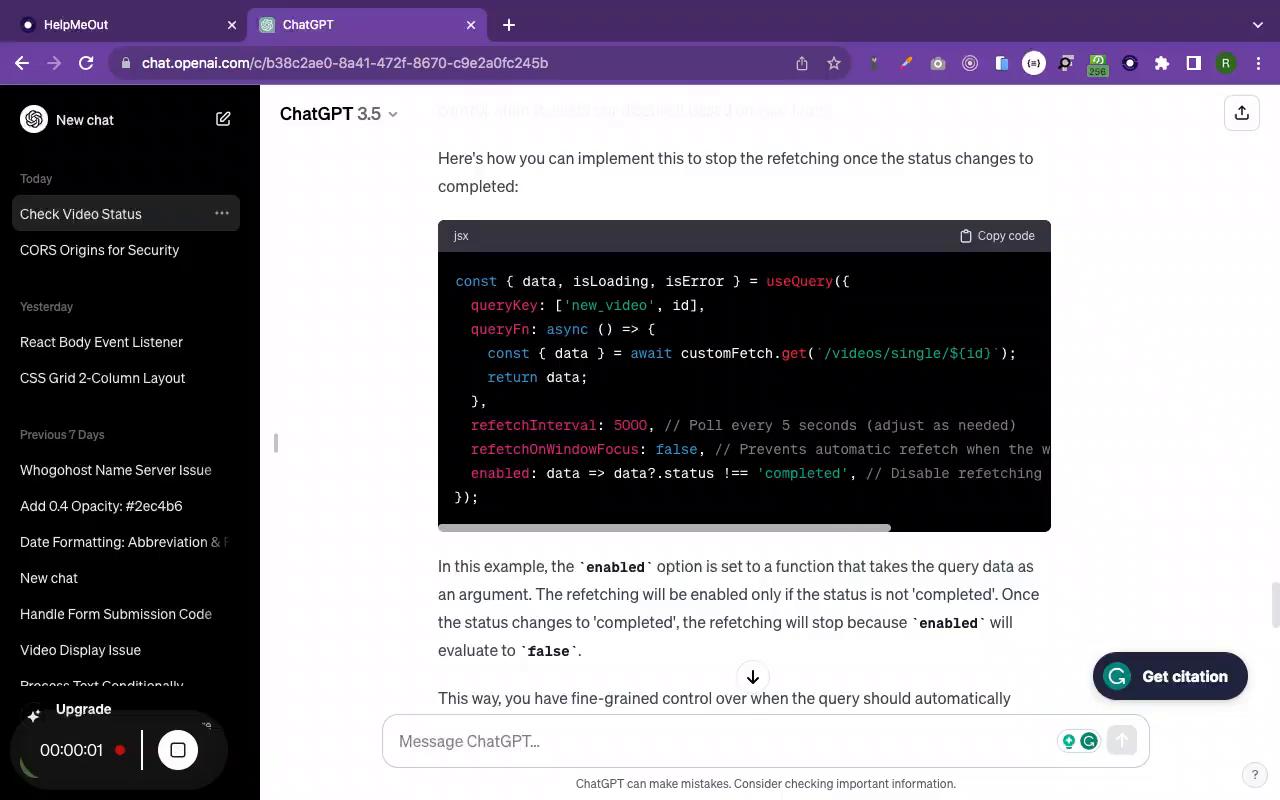 HelpMeOut
ChatGPT
chat.openai.com/c/b38c2ae0-8a41-472f-8670-c9e2a0fc245b
256
R
New chat
Today
Check Video Status
CORS Origins for Security
Yesterday
React Body Event Listener
CSS Grid 2-Column Layout
Previous 7 Days
Whogohost Name Server Issue
Add 0.4 Opacity: #2ec4b6
Date Formatting: Abbreviation &
New chat
Handle Form Submission Code
Video Display Issue
Process Text Conditionally
Upgrade
00:00:01
ChatGPT 3.5
Here's how you can implement this to stop the refetching once the status changes to
completed:
jsx
Copy code
const { data, isLoading, isError } = useQuery({
queryKey: ['new_video', id],
queryFn: async () => {
const { data } = await customFetch.get(`/videos/single/${id}`);
return data;
},
refetchInterval: 5000, // Poll every 5 seconds (adjust as needed)
refetchOnWindowFocus: false, // Prevents automatic refetch when the w
enabled: data => data?.status !== 'completed', // Disable refetching
});
In this example, the `enabled` option is set to a function that takes the query data as
an argument. The refetching will be enabled only if the status is not 'completed'. Once
the status changes to 'completed', the refetching will stop because `enabled` will
evaluate to `false`.
This way, you have fine-grained control over when the query should automatically
Get citation
Message ChatGPT...
ChatGPT can make mistakes. Consider checking important information.
?